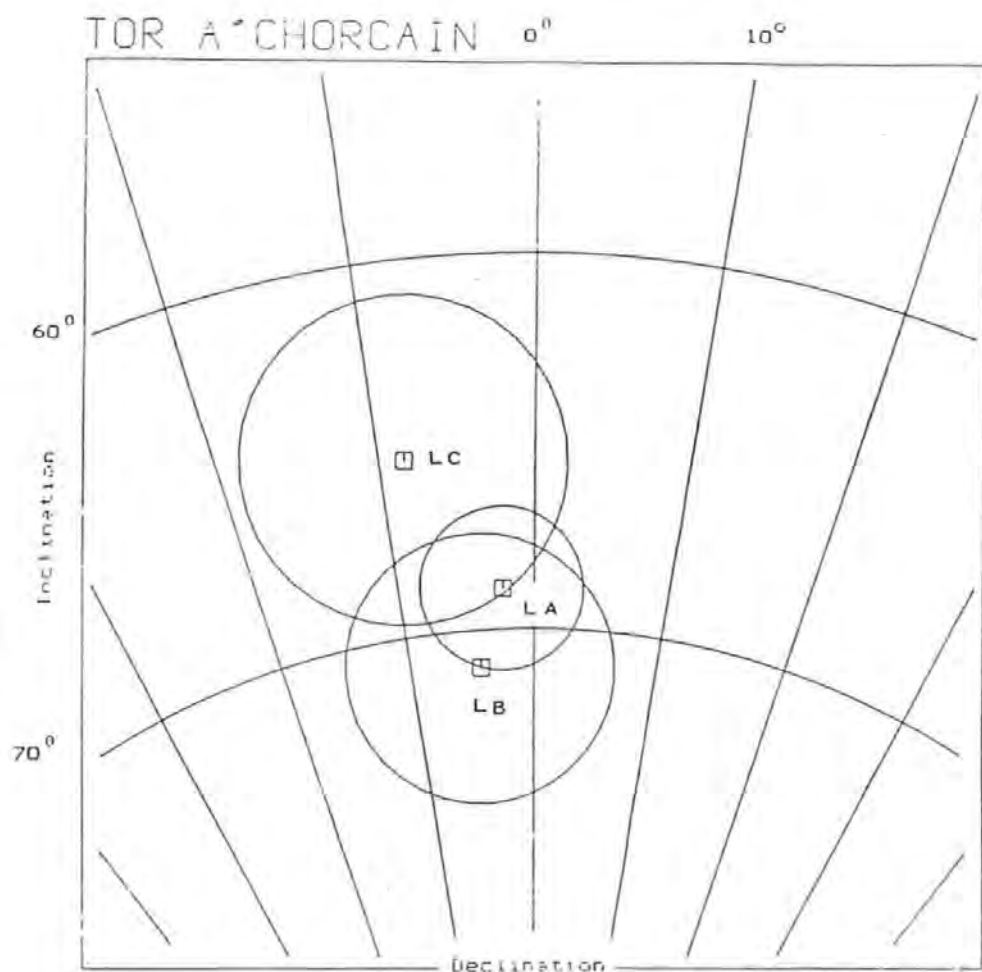 TOR A'CHORCAIN 0° 10°
60°
Inclination
LC
LA
LB
70°
Declination